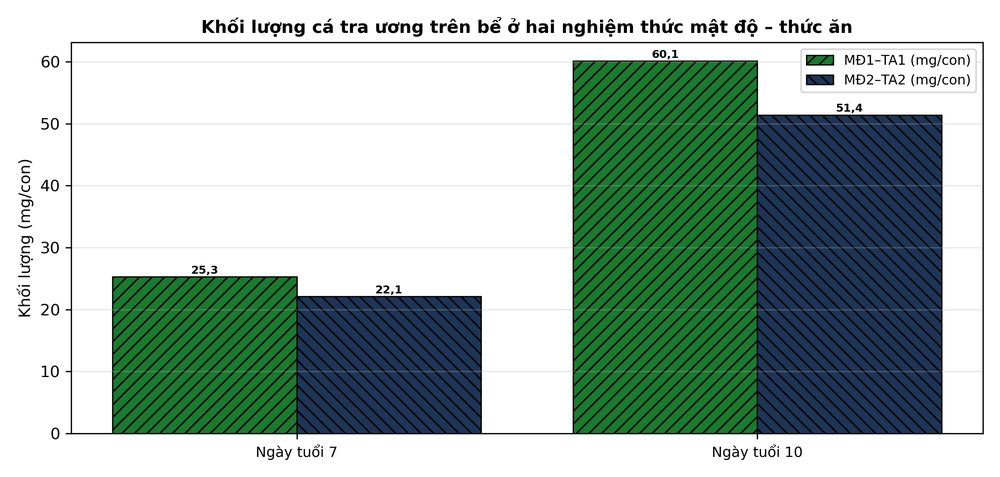 Khối lượng cá tra ương trên bể ở hai nghiệm thức mật độ – thức ăn
MĐ1–TA1 (mg/con)
MĐ2–TA2 (mg/con)
Khối lượng (mg/con)
60
50
40
30
20
10
0
25,3
22,1
60,1
51,4
Ngày tuổi 7
Ngày tuổi 10